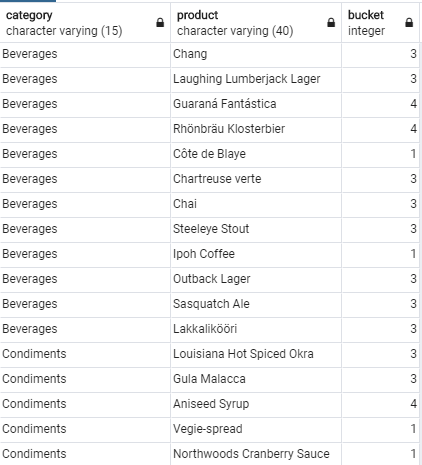 category product bucket
character varying (15) character varying (40) integer
Beverages Chang 3
Beverages Laughing Lumberjack Lager 3
Beverages Guaraná Fantástica 4
Beverages Rhönbräu Klosterbier 4
Beverages Côte de Blaye 1
Beverages Chartreuse verte 3
Beverages Chai 3
Beverages Steeleye Stout 3
Beverages Ipoh Coffee 1
Beverages Outback Lager 3
Beverages Sasquatch Ale 3
Beverages Lakkalikööri 3
Condiments Louisiana Hot Spiced Okra 3
Condiments Gula Malacca 3
Condiments Aniseed Syrup 4
Condiments Vegie-spread 1
Condiments Northwoods Cranberry Sauce 1